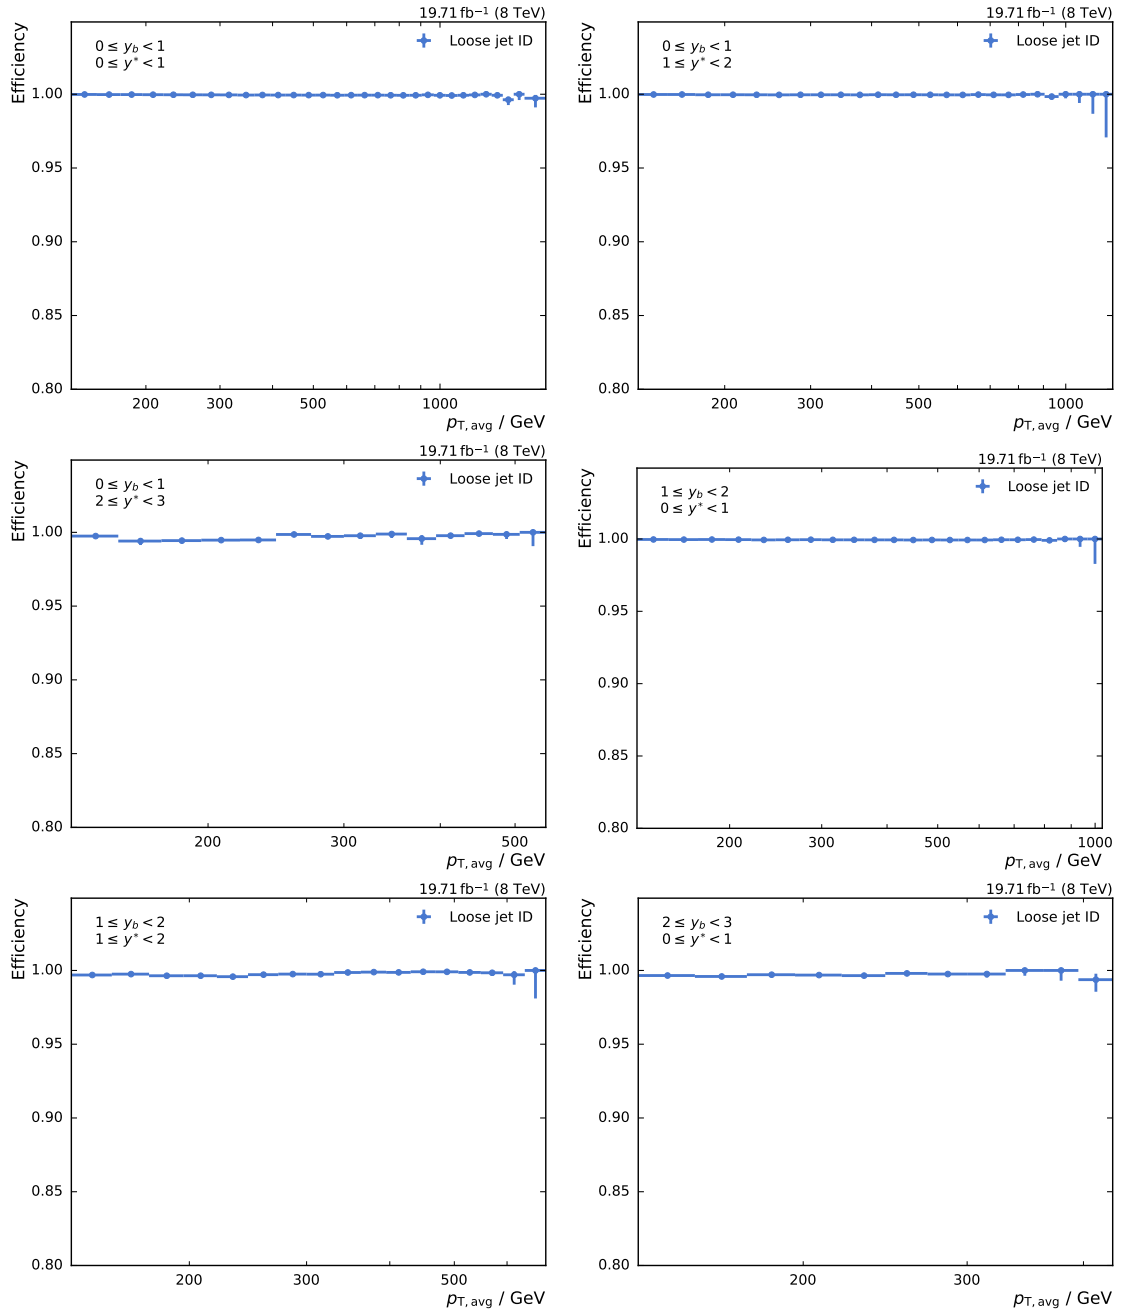 19.71 fb⁻¹ (8 TeV)
Efficiency
0 ≤ y_b < 1
0 ≤ y* < 1
Loose jet ID
1.00
0.95
0.90
0.85
0.80
200 300 500 1000
p_T,avg / GeV
19.71 fb⁻¹ (8 TeV)
Efficiency
0 ≤ y_b < 1
1 ≤ y* < 2
Loose jet ID
1.00
0.95
0.90
0.85
0.80
200 300 500 1000
p_T,avg / GeV
19.71 fb⁻¹ (8 TeV)
Efficiency
0 ≤ y_b < 1
2 ≤ y* < 3
Loose jet ID
1.00
0.95
0.90
0.85
0.80
200 300 500
p_T,avg / GeV
19.71 fb⁻¹ (8 TeV)
Efficiency
1 ≤ y_b < 2
0 ≤ y* < 1
Loose jet ID
1.00
0.95
0.90
0.85
0.80
200 300 500 1000
p_T,avg / GeV
19.71 fb⁻¹ (8 TeV)
Efficiency
1 ≤ y_b < 2
1 ≤ y* < 2
Loose jet ID
1.00
0.95
0.90
0.85
0.80
200 300 500
p_T,avg / GeV
19.71 fb⁻¹ (8 TeV)
Efficiency
2 ≤ y_b < 3
0 ≤ y* < 1
Loose jet ID
1.00
0.95
0.90
0.85
0.80
200 300
p_T,avg / GeV